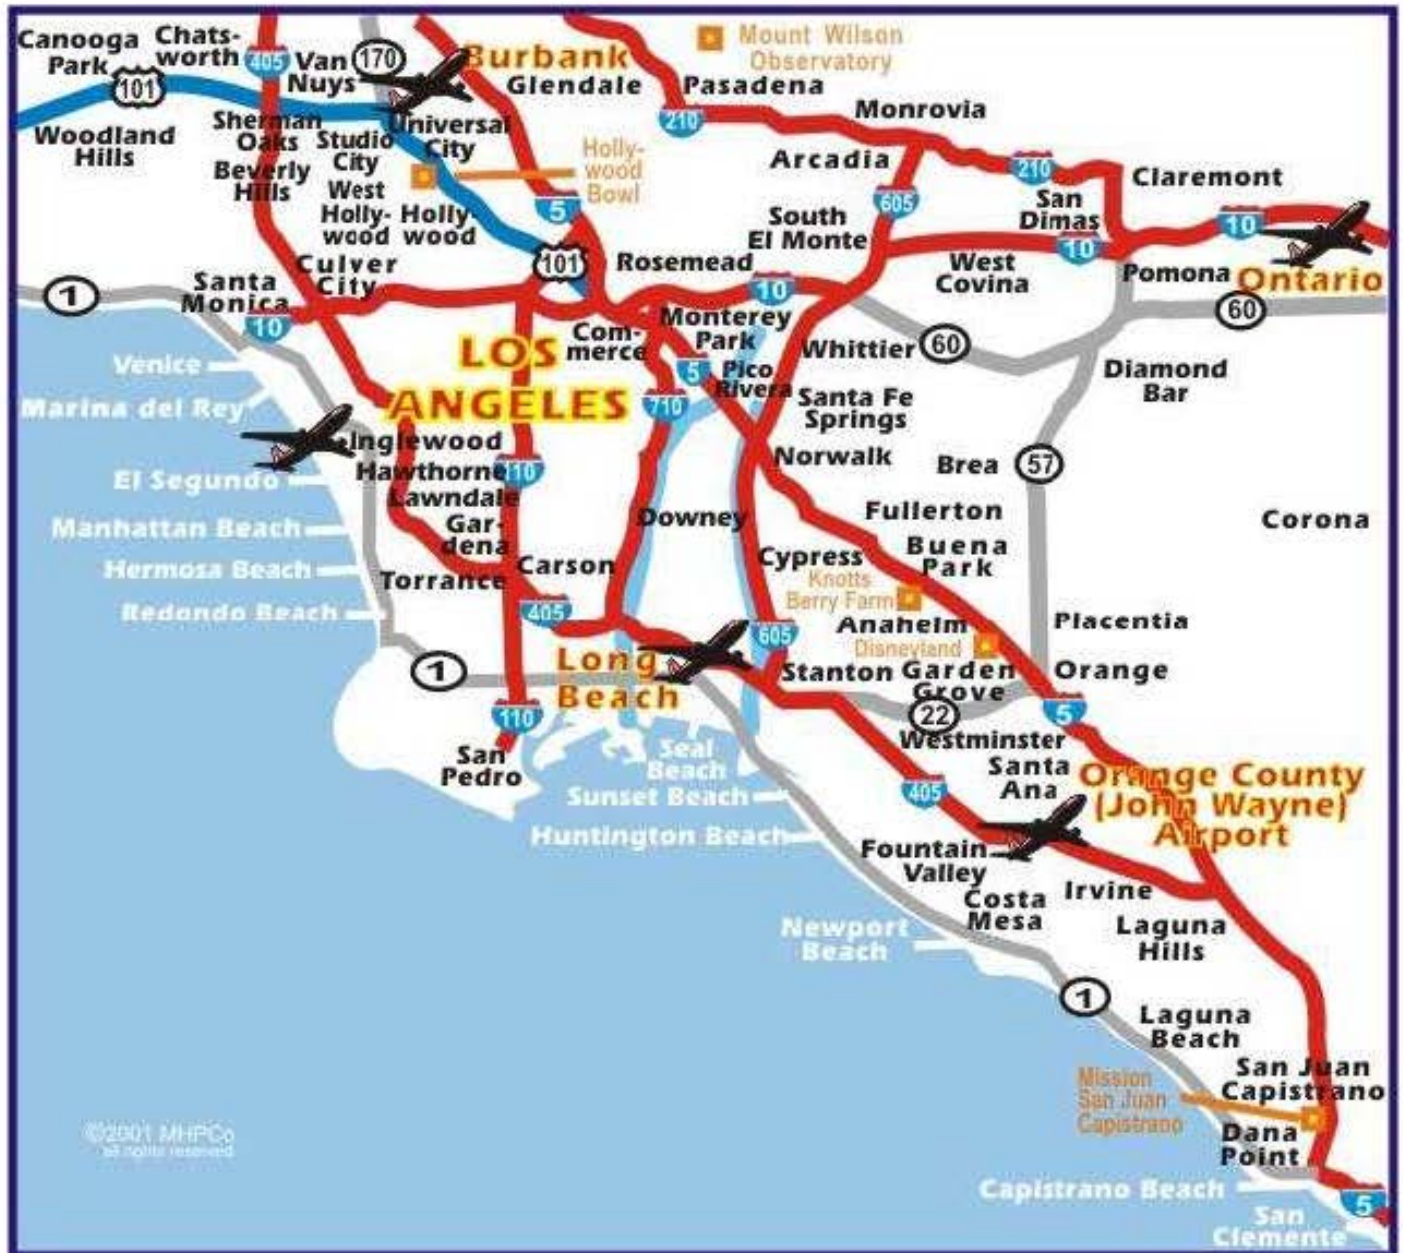 Canooga
Park
Chats-
worth
405
Van
Nuys
170
Burbank
Glendale
Mount Wilson
Observatory
Pasadena
101
210
Monrovia
Woodland
Hills
Sherman
Oaks
Studio
City
Universal
City
Beverly
Hills
West
Holly-
wood
Holly
wood
Holly-
wood
Bowl
Arcadia
210
Claremont
5
605
San
Dimas
South
El Monte
10
10
101
Rosemead
West
Covina
Pomona
Ontario
Culver
City
Santa
Monica
1
10
10
60
Com-
merce
Monterey
Park
Whittier
60
LOS
ANGELES
Venice
5
Pico
Rivera
Diamond
Bar
Marina del Rey
710
Santa Fe
Springs
Inglewood
Hawthorne
110
Norwalk
Brea
57
El Segundo
Lawndale
Gar-
dena
Downey
Fullerton
Corona
Manhattan Beach
Cypress
Buena
Park
Hermosa Beach
Torrance
Carson
Knotts
Berry Farm
Redondo Beach
405
605
Anaheim
Disneyland
Placentia
1
Long
Beach
Stanton
Garden
Grove
Orange
110
22
5
San
Pedro
Seal
Beach
Westminster
Santa
Ana
Orange County
(John Wayne)
Airport
Sunset Beach
405
Huntington Beach
Fountain
Valley
Costa
Mesa
Irvine
Newport
Beach
Laguna
Hills
1
Laguna
Beach
Mission
San Juan
Capistrano
San Juan
Capistrano
Dana
Point
©2001 MHPCo
all rights reserved
Capistrano Beach
5
San
Clemente